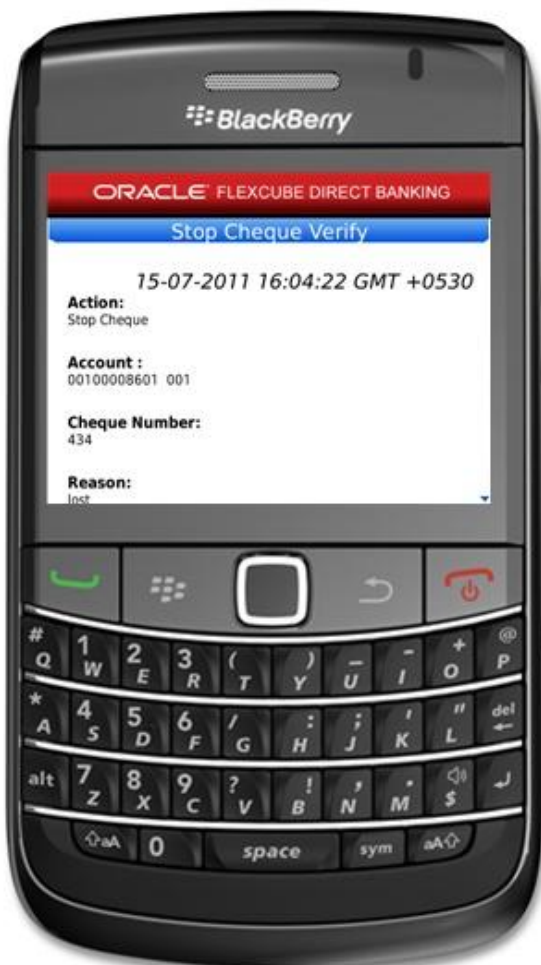 BlackBerry
ORACLE FLEXCUBE DIRECT BANKING
Stop Cheque Verify
15-07-2011 16:04:22 GMT +0530
Action:
Stop Cheque
Account :
00100008601 001
Cheque Number:
434
Reason:
lost
# 1 2 3 ( ) _ - + @
Q W E R T Y U I O P
* 4 5 6 / : ; ' " del
A S D F G H J K L
alt 7 8 9 ? ! , . $
Z X C V B N M
aA 0 space sym aA